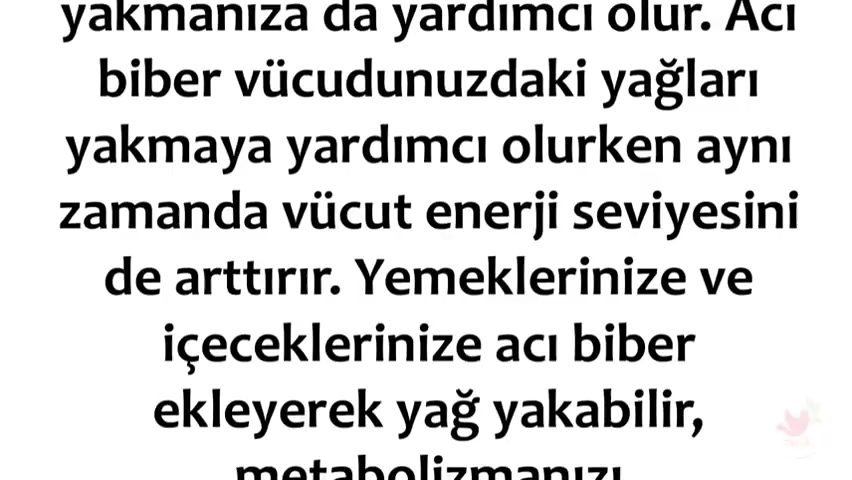 yakmanıza da yardımcı olur. Acı
biber vücudunuzdaki yağları
yakmaya yardımcı olurken aynı
zamanda vücut enerji seviyesini
de arttırır. Yemeklerinize ve
içeceklerinize acı biber
ekleyerek yağ yakabilir,
metabolizmanızı